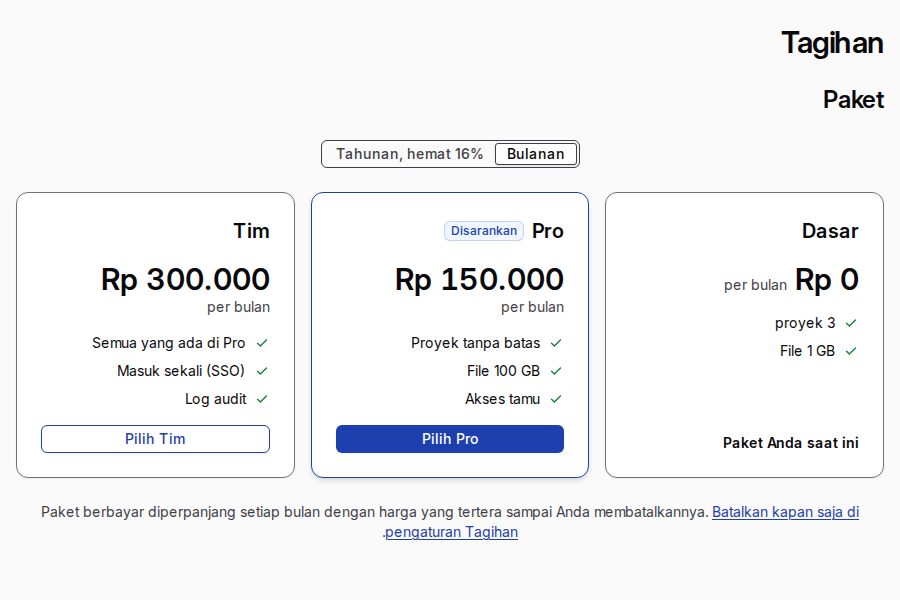 Tagihan
Paket
Bulanan
Tahunan, hemat 16%
Dasar
Rp 0 per bulan
proyek 3
File 1 GB
Paket Anda saat ini
Pro Disarankan
Rp 150.000
per bulan
Proyek tanpa batas
File 100 GB
Akses tamu
Pilih Pro
Tim
Rp 300.000
per bulan
Semua yang ada di Pro
Masuk sekali (SSO)
Log audit
Pilih Tim
Paket berbayar diperpanjang setiap bulan dengan harga yang tertera sampai Anda membatalkannya. Batalkan kapan saja di
.pengaturan Tagihan